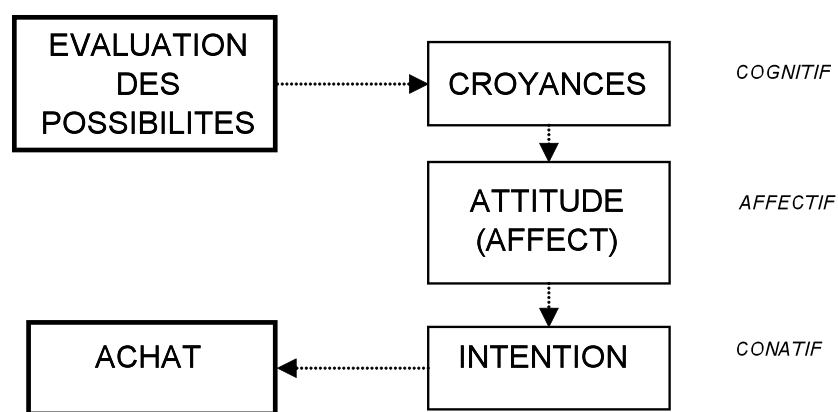 EVALUATION
DES
POSSIBILITES
CROYANCES
COGNITIF
ATTITUDE
(AFFECT)
AFFECTIF
ACHAT
INTENTION
CONATIF